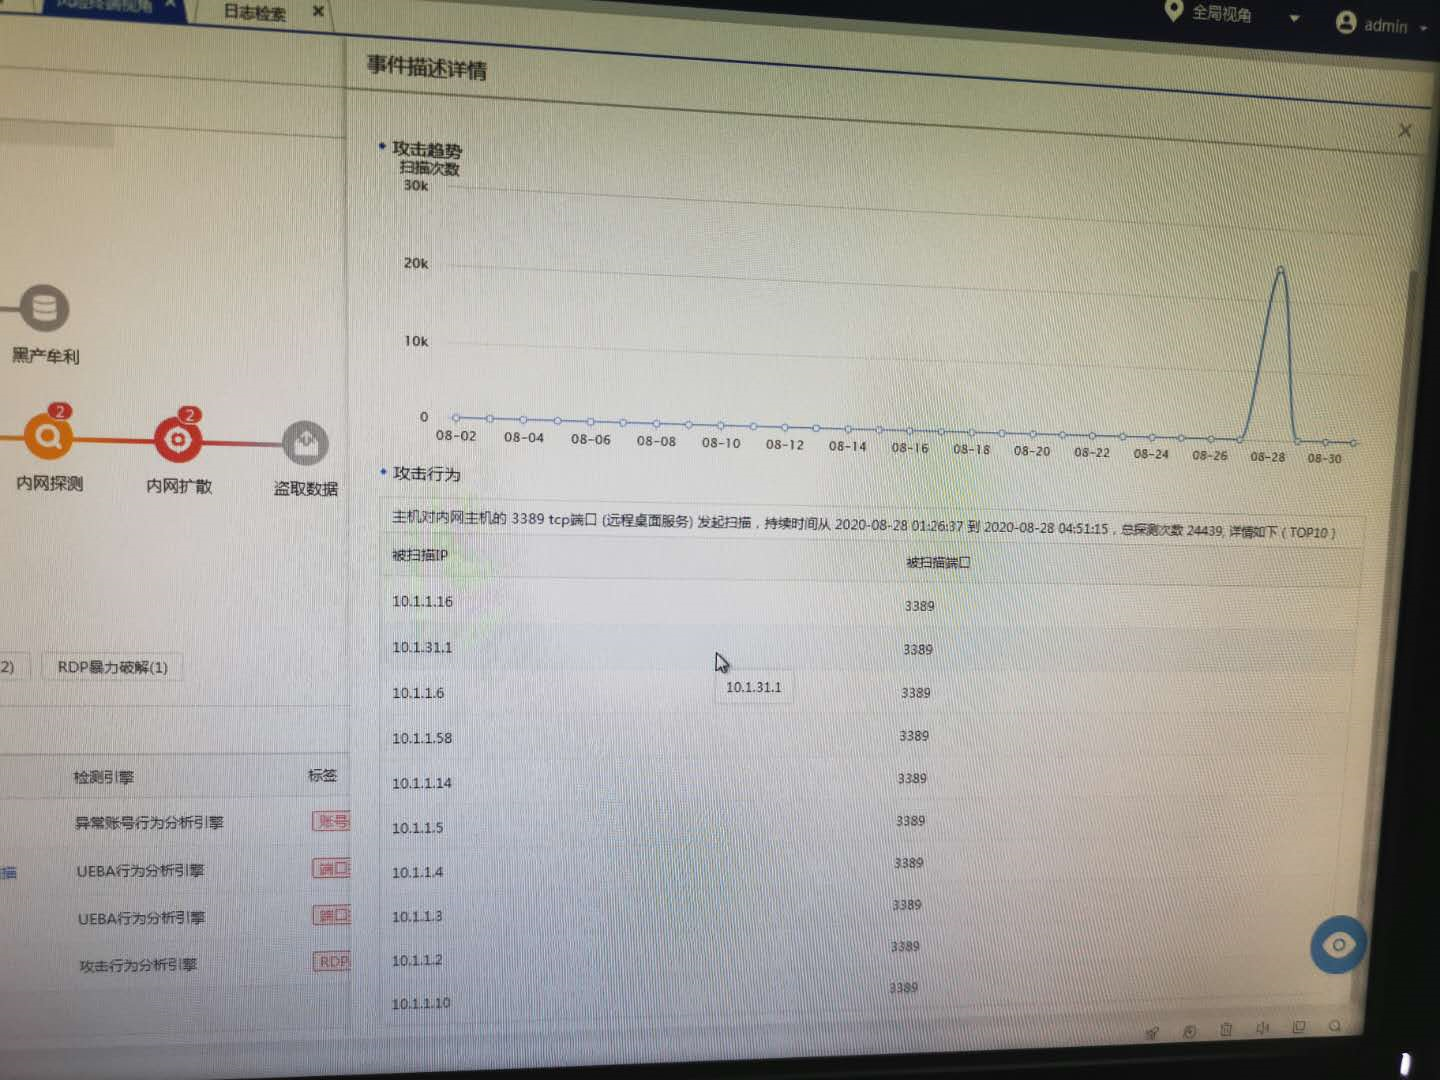 风险终端视角
日志检索
全局视角
admin
事件描述详情
攻击趋势
扫描次数
30k
20k
10k
0
08-02 08-04 08-06 08-08 08-10 08-12 08-14 08-16 08-18 08-20 08-22 08-24 08-26 08-28 08-30
黑产牟利
2
2
内网探测 内网扩散 盗取数据
攻击行为
主机对内网主机的 3389 tcp端口 (远程桌面服务) 发起扫描，持续时间从 2020-08-28 01:26:37 到 2020-08-28 04:51:15，总探测次数 24439, 详情如下（TOP10）
被扫描IP 被扫描端口
10.1.1.16 3389
10.1.31.1 3389
10.1.31.1
10.1.1.6 3389
10.1.1.58 3389
10.1.1.14 3389
10.1.1.5 3389
10.1.1.4 3389
10.1.1.3 3389
10.1.1.2 3389
10.1.1.10 3389
2) RDP暴力破解(1)
检测引擎 标签
异常账号行为分析引擎 账号
描 UEBA行为分析引擎 端口
UEBA行为分析引擎 端口
攻击行为分析引擎 RDP